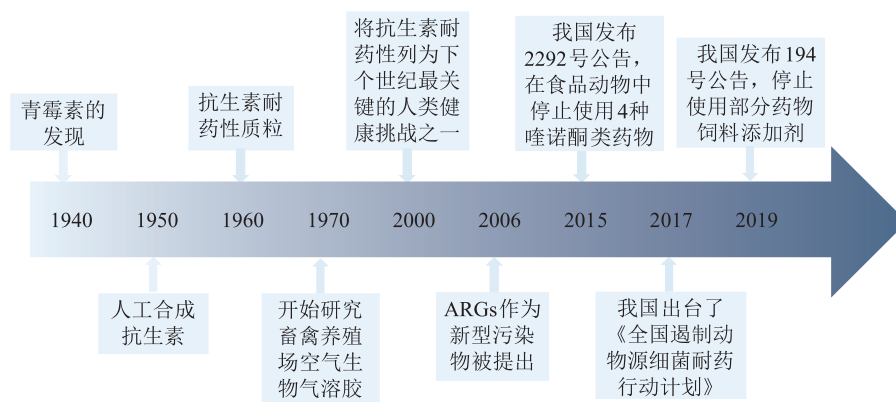 青霉素的
发现
抗生素耐
药性质粒
将抗生素耐
药性列为下
个世纪最关
键的人类健
康挑战之一
我国发布
2292号公告,
在食品动物中
停止使用4种
喹诺酮类药物
我国发布194
号公告, 停止
使用部分药物
饲料添加剂
1940 1950 1960 1970 2000 2006 2015 2017 2019
人工合成
抗生素
开始研究
畜禽养殖
场空气生
物气溶胶
ARGs作为
新型污染
物被提出
我国出台了
《全国遏制动
物源细菌耐药
行动计划》